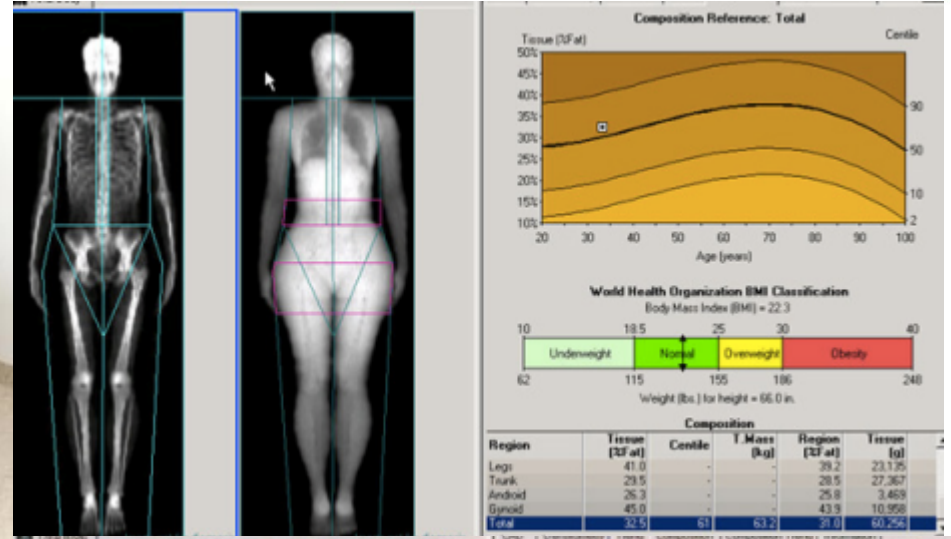 Composition Reference: Total
Tissue (%Fat)
Centile
50%
45%
40%
35%
30%
25%
20%
15%
10%
90
50
10
2
20 30 40 50 60 70 80 90 100
Age (years)
World Health Organization BMI Classification
Body Mass Index (BMI) = 22.3
10 18.5 25 30 40
Underweight Normal Overweight Obesity
62 115 155 186 248
Weight (lbs.) for height = 66.0 in.
Composition
Region Tissue (%Fat) Centile T.Mass (kg) Region (%Fat) Tissue (g)
Legs 41.0 - - 39.2 23,135
Trunk 29.5 - - 28.5 27,367
Android 26.3 - - 25.8 3,469
Gynoid 45.0 - - 43.9 10,958
Total 32.5 61 63.2 31.0 60,256